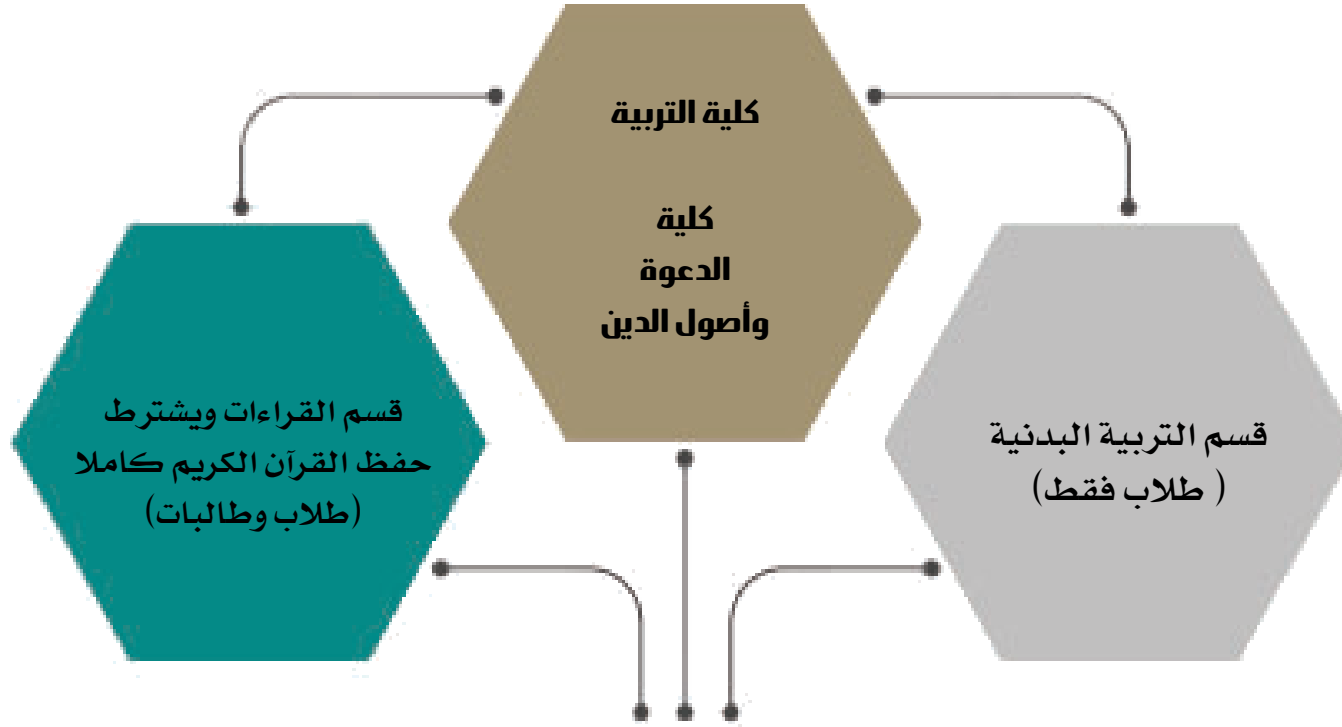 كلية التربية
كلية
الدعوة
وأصول الدين
قسم التربية البدنية
( طلاب فقط)
قسم القراءات ويشترط
حفظ القرآن الكريم كاملا
(طلاب وطالبات)